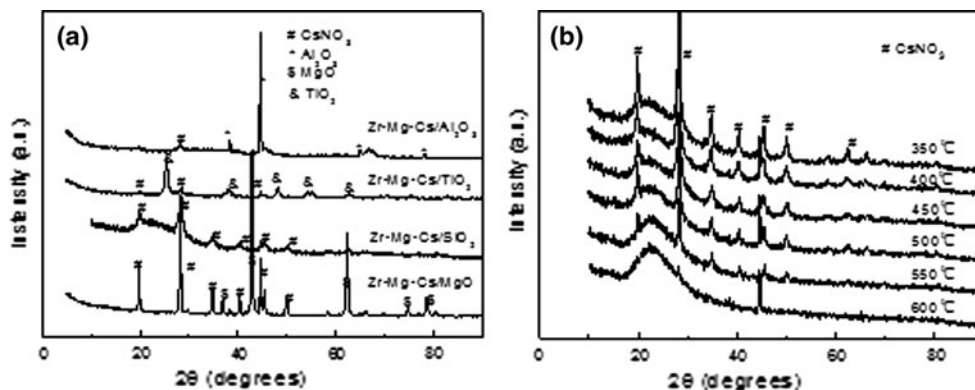 (a)
# CsNO3
^ Al2O3
$ MgO
& TiO2
Zr-Mg-Cs/Al2O3
Zr-Mg-Cs/TiO2
Zr-Mg-Cs/SiO2
Zr-Mg-Cs/MgO
Intensity (a.u.)
0 20 40 60 80
2θ (degrees)
(b)
# CsNO3
350℃
400℃
450℃
500℃
550℃
600℃
Intensity (a.u.)
0 20 40 60 80
2θ (degrees)